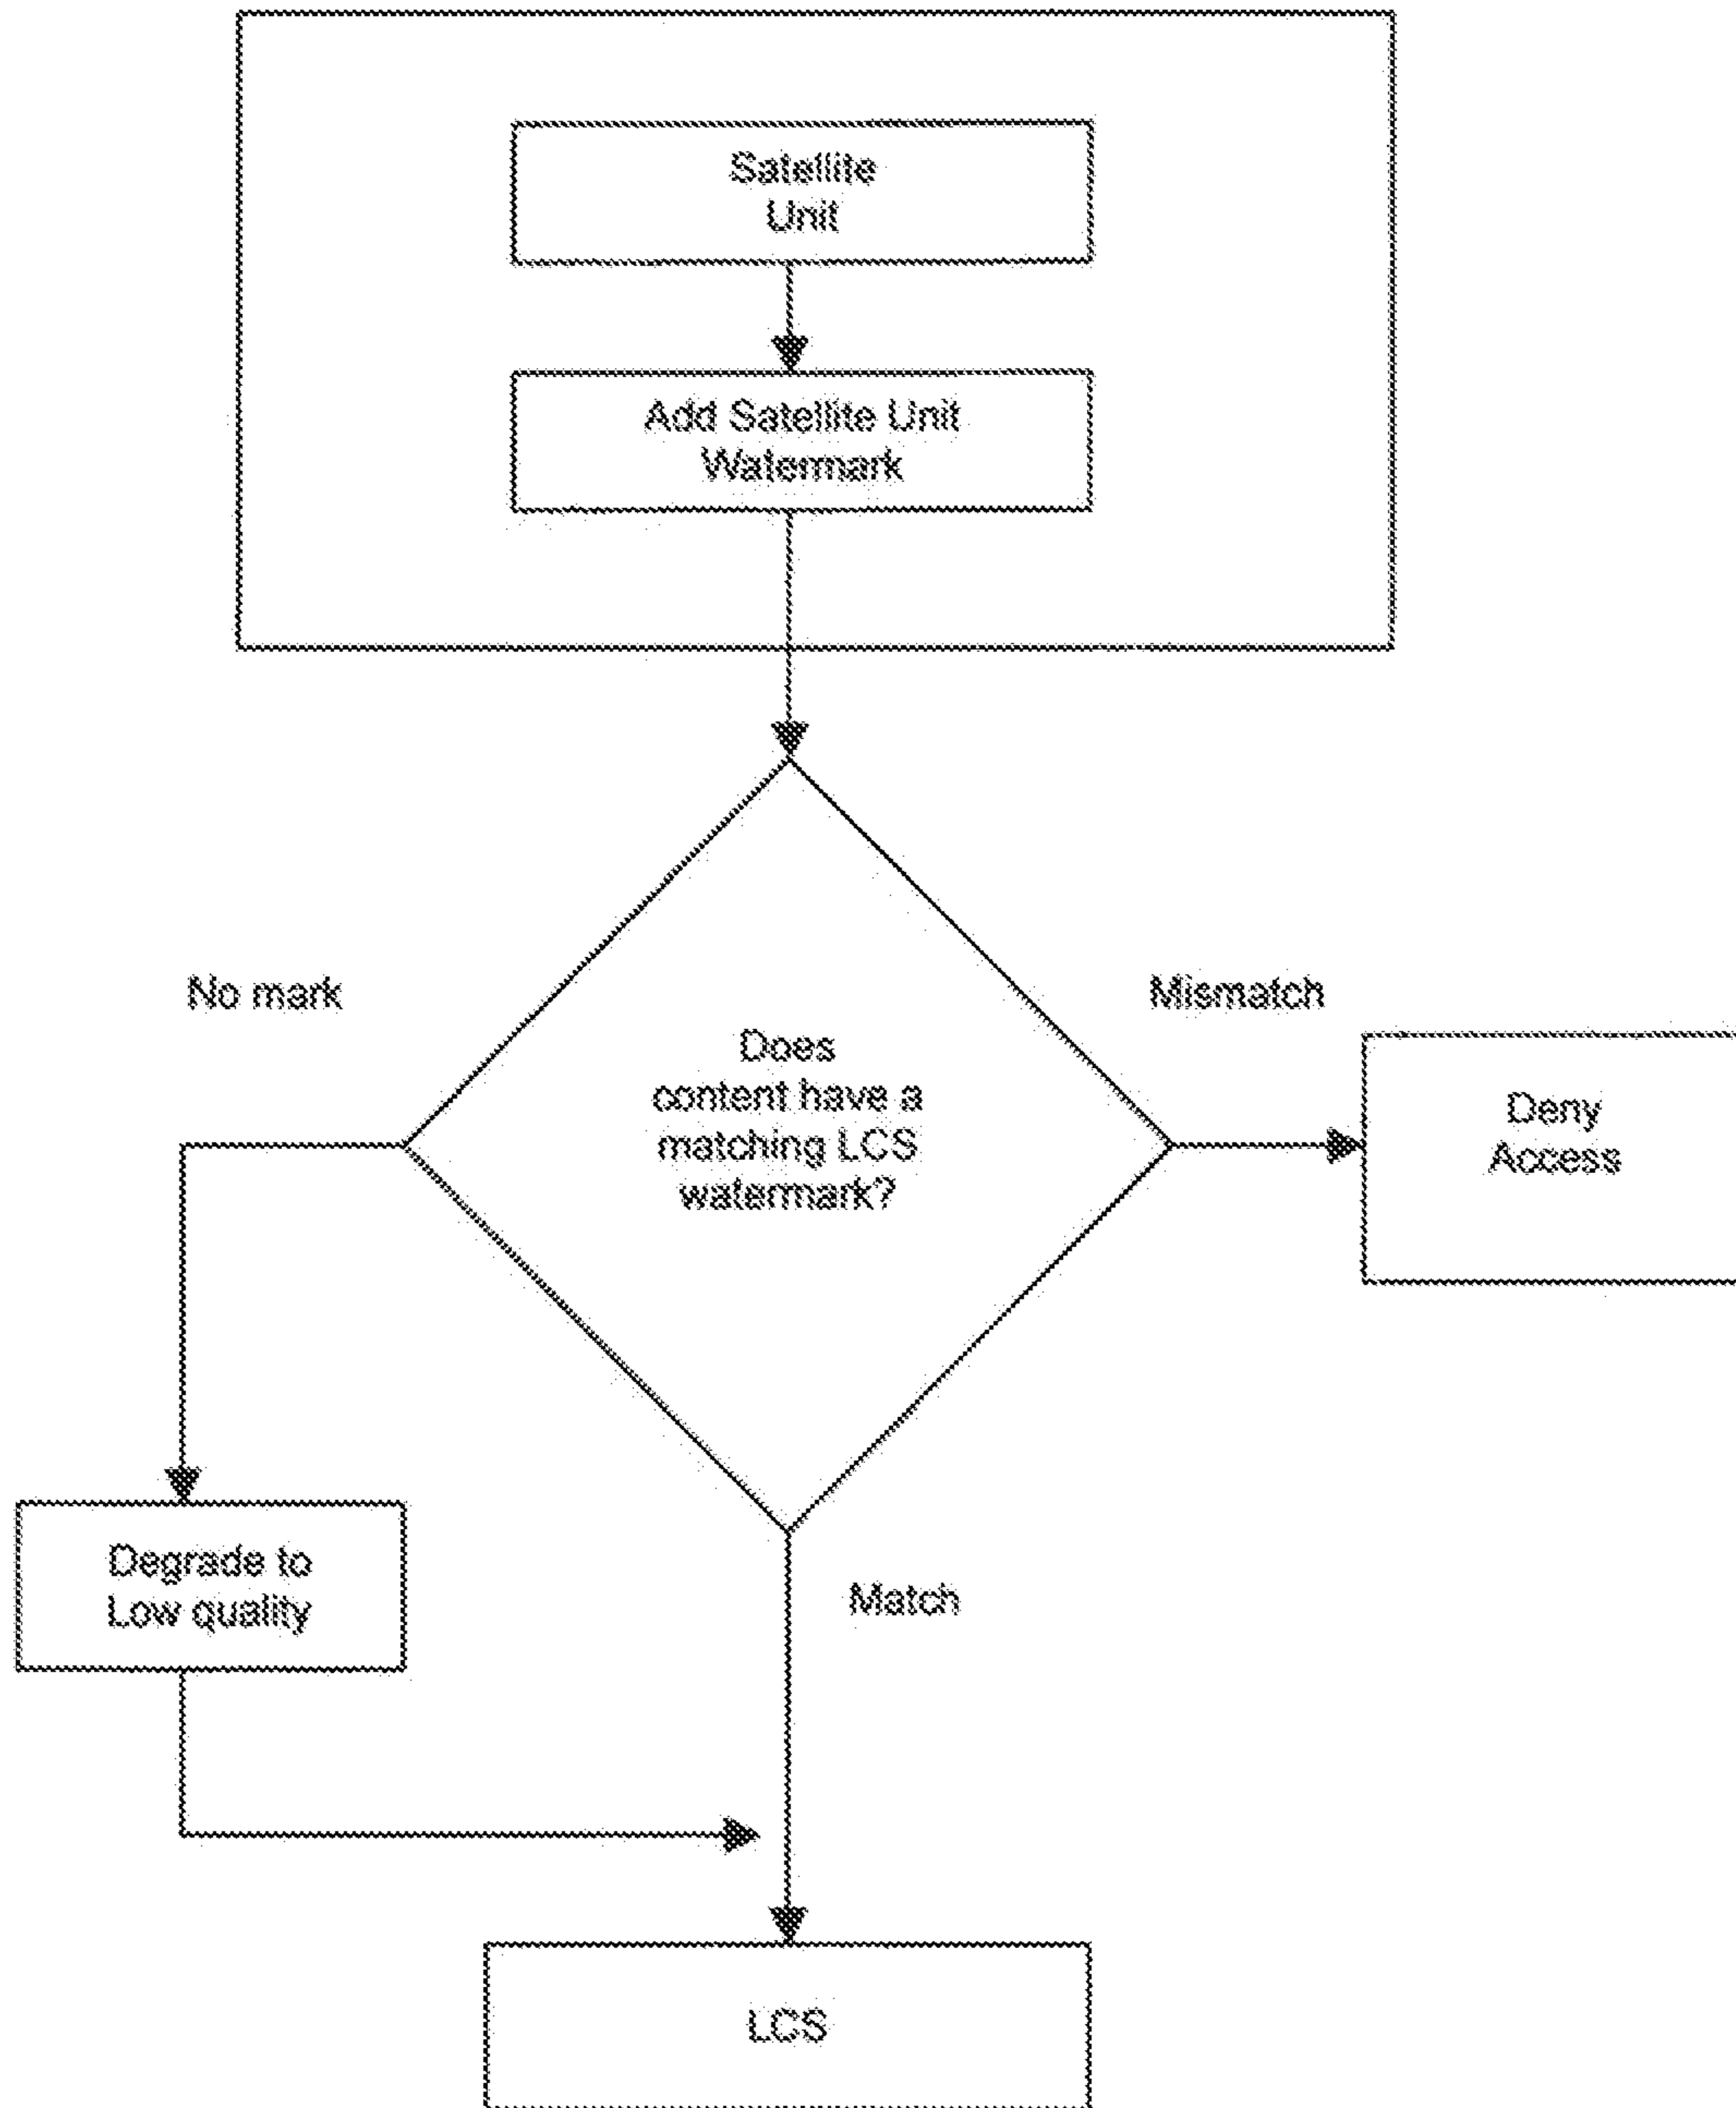 Satellite
Unit
Add Satellite Unit
Watermark
No mark
Mismatch
Does
content have a
matching LCS
watermark?
Deny
Access
Degrade to
Low quality
Match
LCS